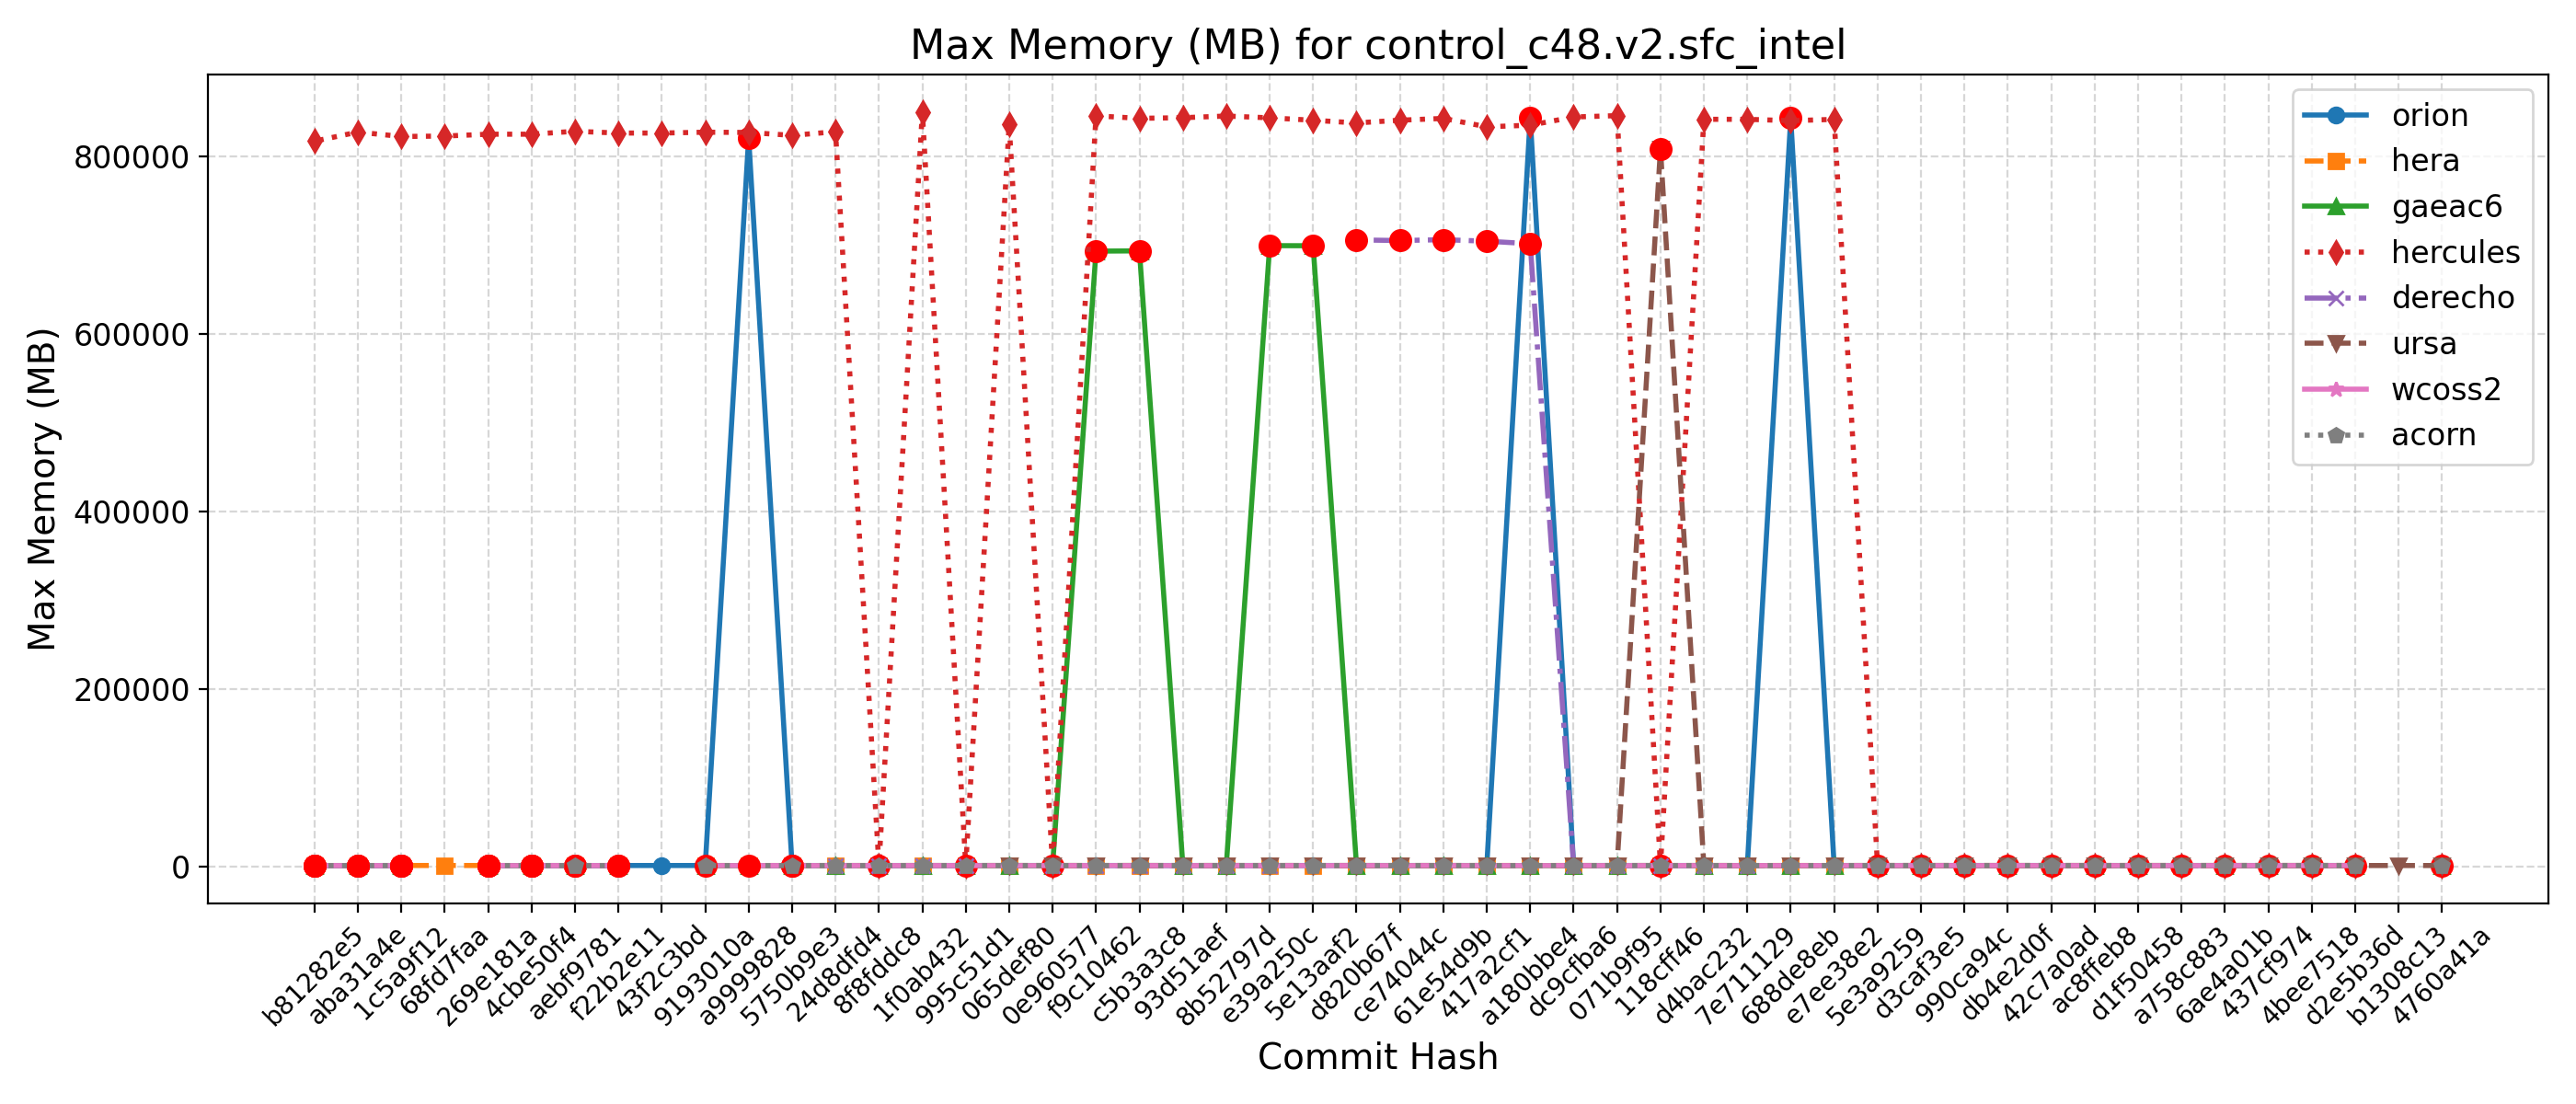 Max Memory (MB) for control_c48.v2.sfc_intel
Max Memory (MB)
800000
600000
400000
200000
0
orion
hera
gaeac6
hercules
derecho
ursa
wcoss2
acorn
b81282e5
aba31a4e
1c5a9f12
68fd7faa
269e181a
4cbe50f4
aebf9781
f22b2e11
43f2c3bd
9193010a
a9999828
5750b9e3
24d8dfd4
8f8fddc8
1f0ab432
995c51d1
065def80
0e960577
f9c10462
c5b3a3c8
93d51aef
8b52797d
e39a250c
5e13aaf2
d820b67f
ce74044c
61e54d9b
417a2cf1
a180bbe4
dc9cfba6
071b9f95
118cff46
d4bac232
7e711129
688dde8eb
e7ee38e2
5e3a9259
d3caf3e5
990ca94c
db4e2d0f
42c7a0ad
ac8ffeb8
d1f50458
a758c883
6ae4a01b
437cf974
4bee7518
d2e5b36d
b1308c13
4760a41a
Commit Hash